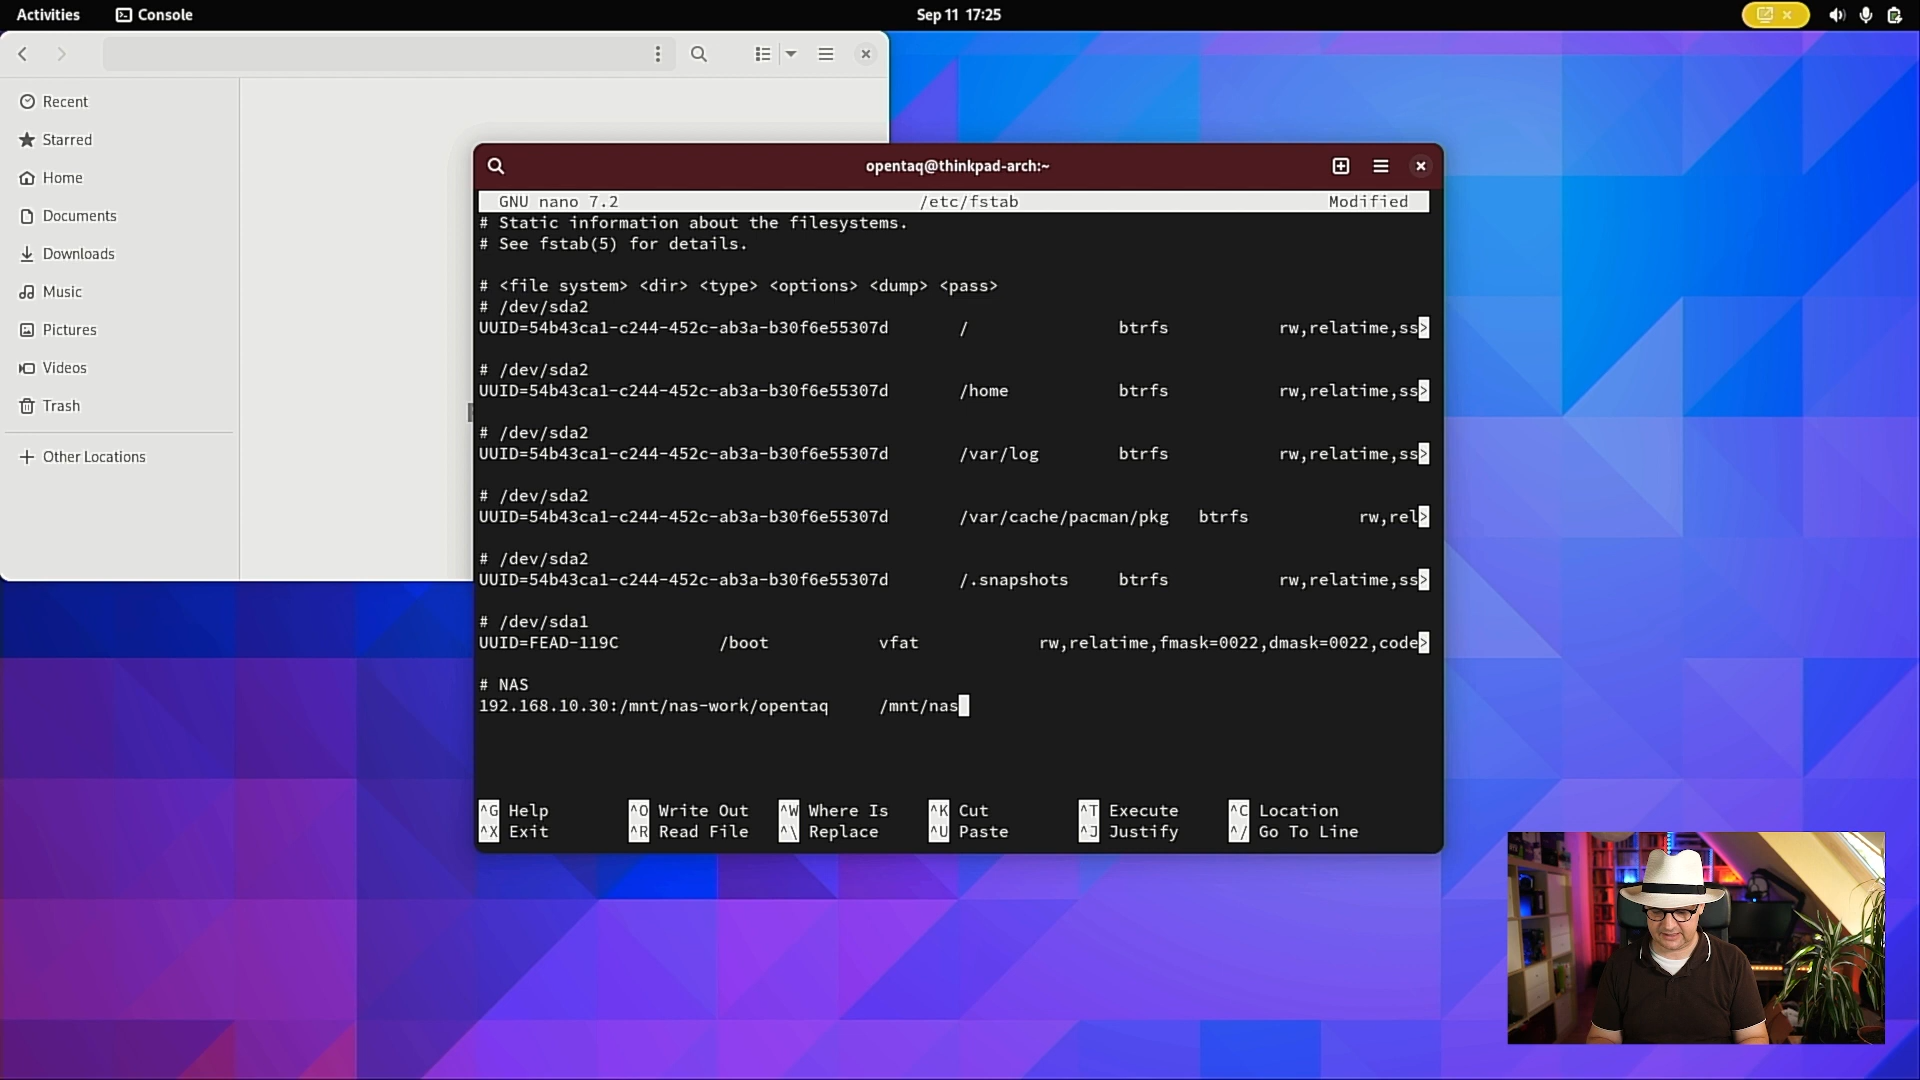 Activities Console Sep 11 17:25
Recent
Starred
Home
Documents
Downloads
Music
Pictures
Videos
Trash
Other Locations
opentaq@thinkpad-arch:~
GNU nano 7.2 /etc/fstab Modified
# Static information about the filesystems.
# See fstab(5) for details.
# <file system> <dir> <type> <options> <dump> <pass>
# /dev/sda2
UUID=54b43ca1-c244-452c-ab3a-b30f6e55307d / btrfs rw,relatime,ss>
# /dev/sda2
UUID=54b43ca1-c244-452c-ab3a-b30f6e55307d /home btrfs rw,relatime,ss>
# /dev/sda2
UUID=54b43ca1-c244-452c-ab3a-b30f6e55307d /var/log btrfs rw,relatime,ss>
# /dev/sda2
UUID=54b43ca1-c244-452c-ab3a-b30f6e55307d /var/cache/pacman/pkg btrfs rw,rel>
# /dev/sda2
UUID=54b43ca1-c244-452c-ab3a-b30f6e55307d /.snapshots btrfs rw,relatime,ss>
# /dev/sda1
UUID=FEAD-119C /boot vfat rw,relatime,fmask=0022,dmask=0022,code>
# NAS
192.168.10.30:/mnt/nas-work/opentaq /mnt/nas
^G Help ^O Write Out ^W Where Is ^K Cut ^T Execute ^C Location
^X Exit ^R Read File ^\ Replace ^U Paste ^J Justify ^/ Go To Line